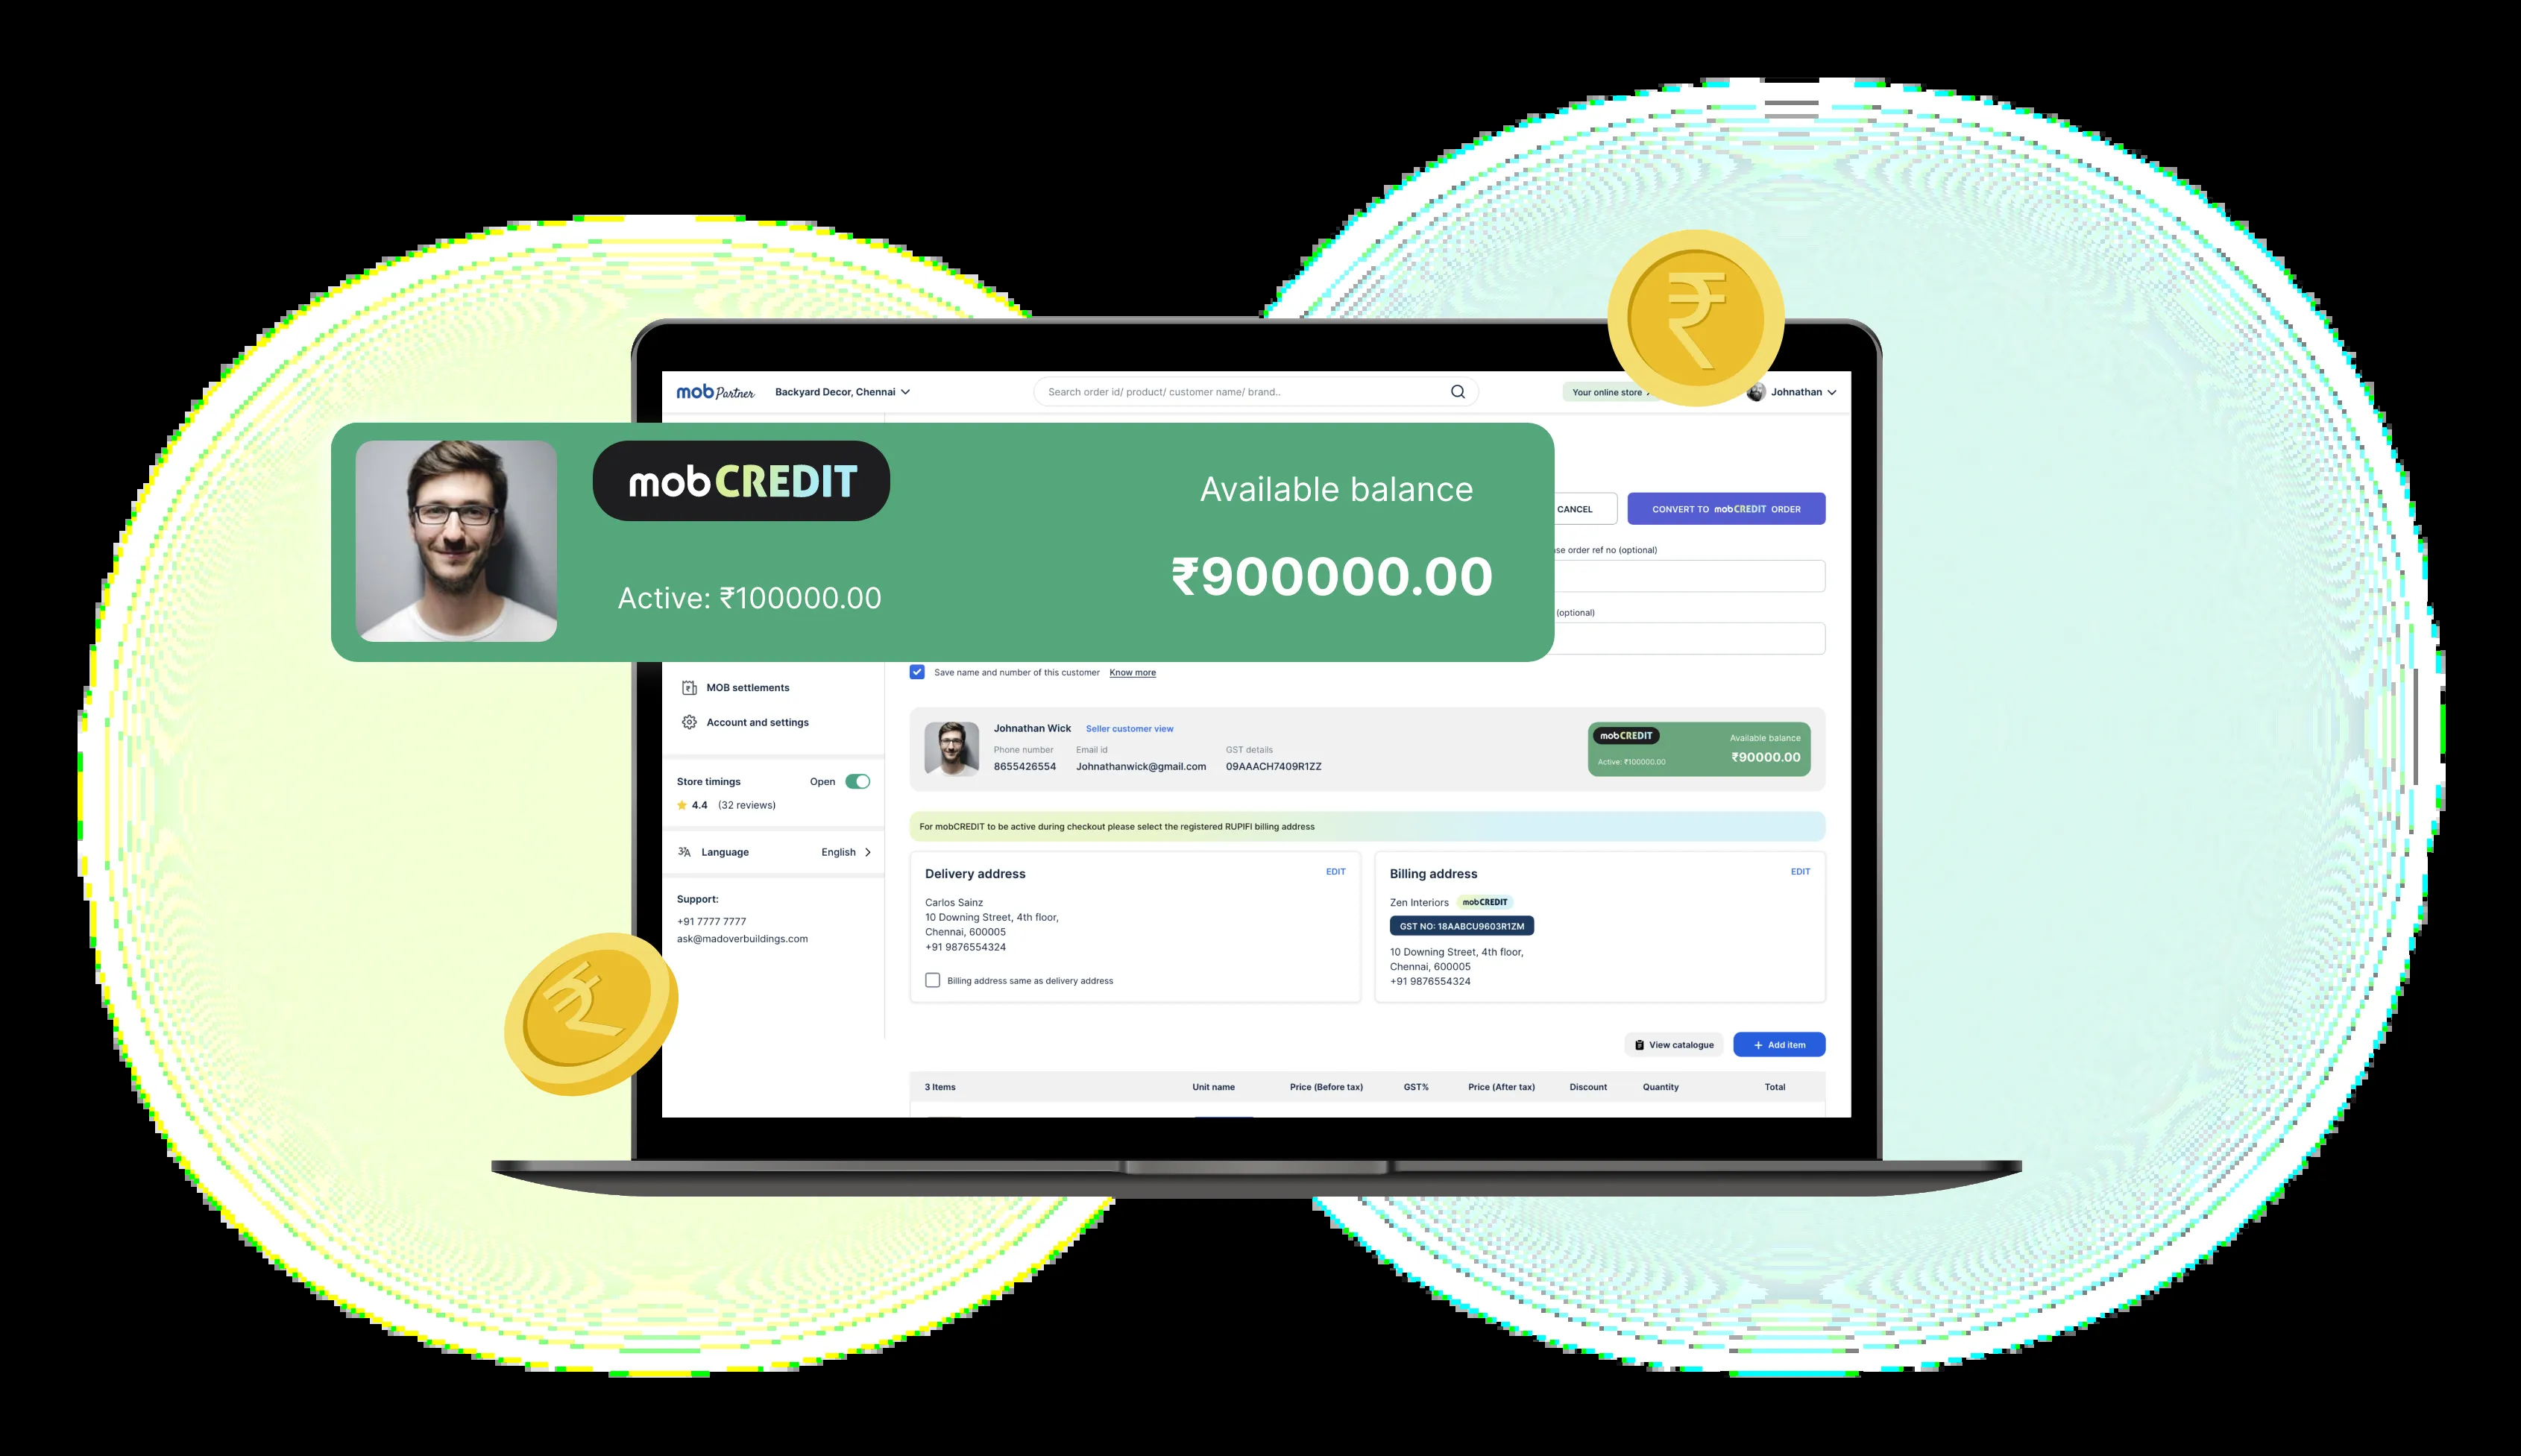 mob Partner
Backyard Decor, Chennai
Search order id/ product/ customer name/ brand..
Your online store
Johnathan
mobCREDIT
Active: ₹100000.00
Available balance
₹900000.00
CANCEL
CONVERT TO mobCREDIT ORDER
order ref no (optional)
(optional)
Save name and number of this customer Know more
MOB settlements
Account and settings
Store timings Open
4.4 (32 reviews)
Language English
Support:
+91 7777 7777
ask@madoverbuildings.com
Johnathan Wick Seller customer view
Phone number Email id GST details
8655426554 Johnathanwick@gmail.com 09AAACH7409R1ZZ
mobCREDIT
Active: ₹100000.00
Available balance
₹90000.00
For mobCREDIT to be active during checkout please select the registered RUPIFI billing address
Delivery address EDIT
Carlos Sainz
10 Downing Street, 4th floor,
Chennai, 600005
+91 9876554324
Billing address same as delivery address
Billing address EDIT
Zen Interiors mobCREDIT
GST NO: 18AABCU9603R1ZM
10 Downing Street, 4th floor,
Chennai, 600005
+91 9876554324
View catalogue
+ Add item
3 Items Unit name Price (Before tax) GST% Price (After tax) Discount Quantity Total